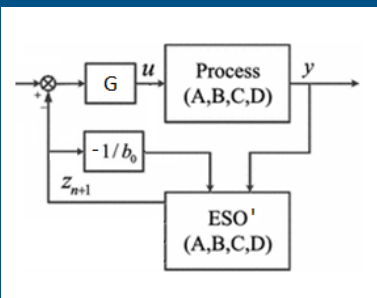 G
u
Process
(A,B,C,D)
y
+
−
-1/b₀
zₙ₊₁
ESO'
(A,B,C,D)